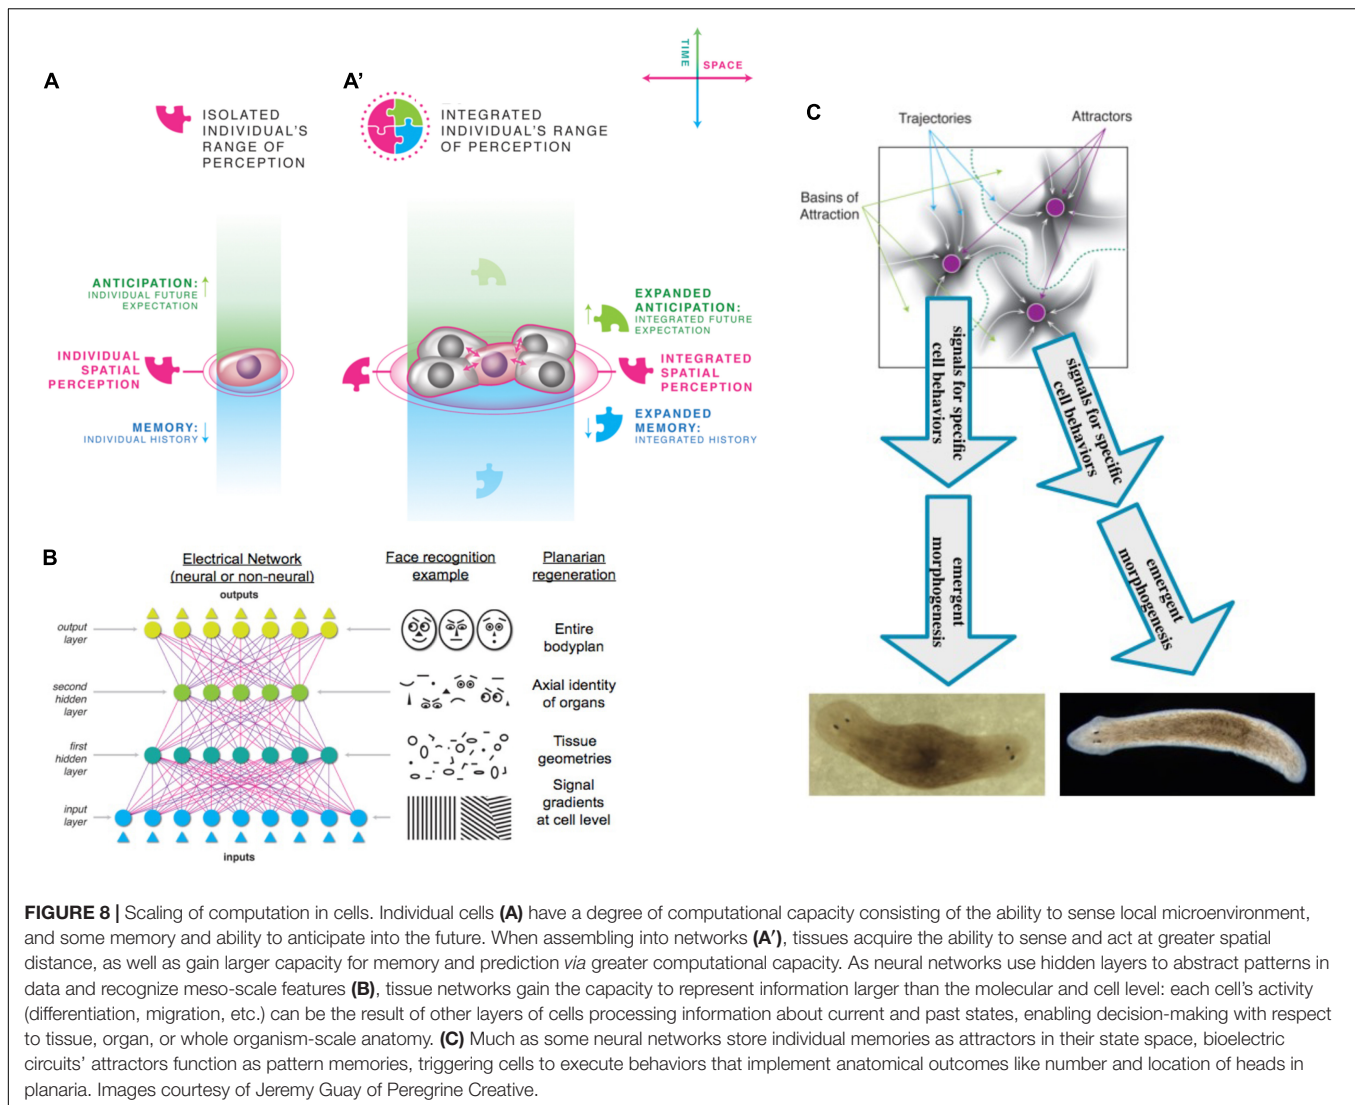 A
ISOLATED
INDIVIDUAL'S
RANGE OF
PERCEPTION
A'
INTEGRATED
INDIVIDUAL'S RANGE
OF PERCEPTION
TIME
SPACE
ANTICIPATION:
INDIVIDUAL FUTURE
EXPECTATION
INDIVIDUAL
SPATIAL
PERCEPTION
MEMORY:
INDIVIDUAL HISTORY
EXPANDED
ANTICIPATION:
INTEGRATED FUTURE
EXPECTATION
INTEGRATED
SPATIAL
PERCEPTION
EXPANDED
MEMORY:
INTEGRATED HISTORY
B
Electrical Network
(neural or non-neural)
outputs
output
layer
second
hidden
layer
first
hidden
layer
input
layer
inputs
Face recognition
example
Planarian
regeneration
Entire
bodyplan
Axial identity
of organs
Tissue
geometries
Signal
gradients
at cell level
C
Trajectories
Attractors
Basins of
Attraction
signals for specific
cell behaviors
signals for specific
cell behaviors
emergent
morphogenesis
emergent
morphogenesis
FIGURE 8 | Scaling of computation in cells. Individual cells (A) have a degree of computational capacity consisting of the ability to sense local microenvironment,
and some memory and ability to anticipate into the future. When assembling into networks (A′), tissues acquire the ability to sense and act at greater spatial
distance, as well as gain larger capacity for memory and prediction via greater computational capacity. As neural networks use hidden layers to abstract patterns in
data and recognize meso-scale features (B), tissue networks gain the capacity to represent information larger than the molecular and cell level: each cell's activity
(differentiation, migration, etc.) can be the result of other layers of cells processing information about current and past states, enabling decision-making with respect
to tissue, organ, or whole organism-scale anatomy. (C) Much as some neural networks store individual memories as attractors in their state space, bioelectric
circuits' attractors function as pattern memories, triggering cells to execute behaviors that implement anatomical outcomes like number and location of heads in
planaria. Images courtesy of Jeremy Guay of Peregrine Creative.